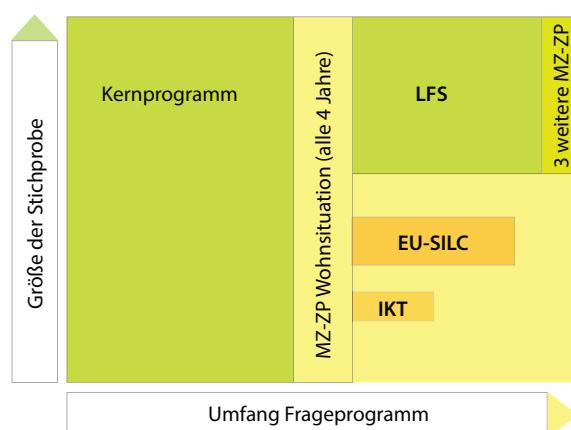 Größe der Stichprobe
Kernprogramm
MZ-ZP Wohnsituation (alle 4 Jahre)
LFS
3 weitere MZ-ZP
EU-SILC
IKT
Umfang Frageprogramm